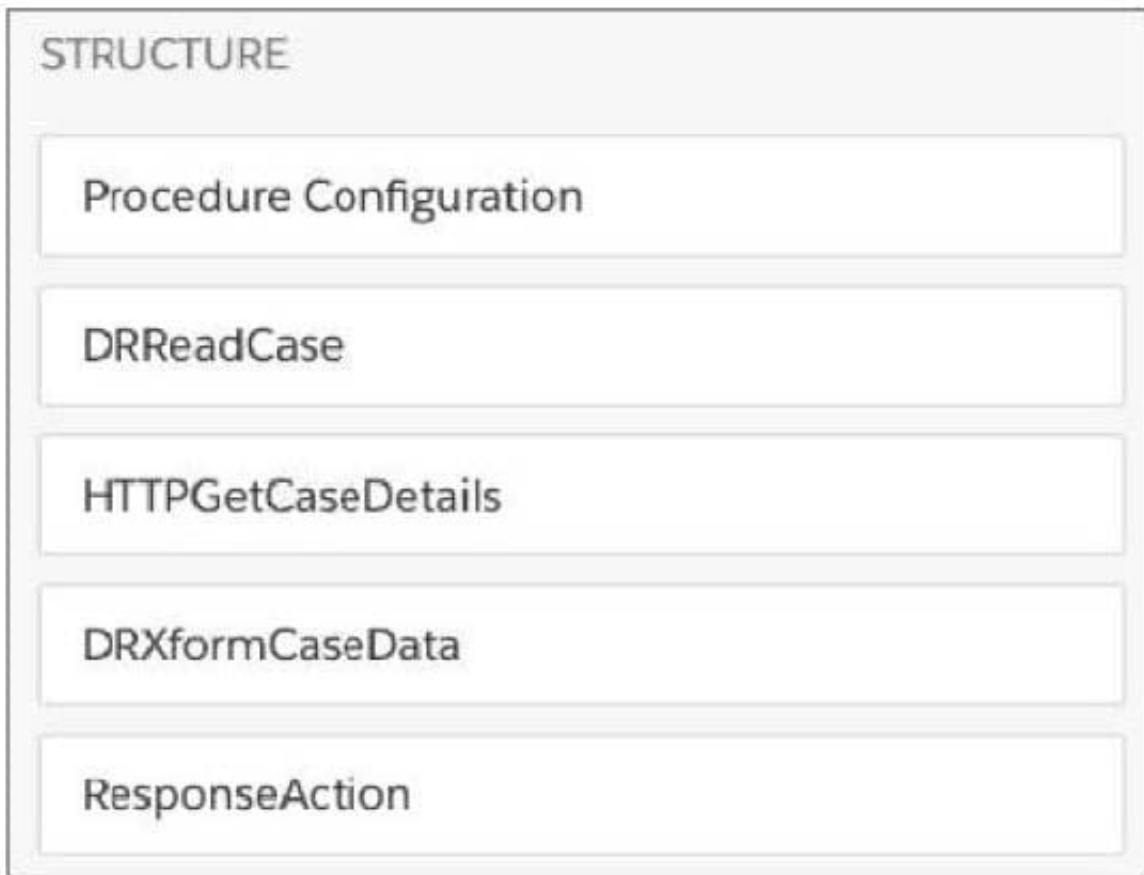 STRUCTURE
Procedure Configuration
DRReadCase
HTTPGetCaseDetails
DRXformCaseData
ResponseAction